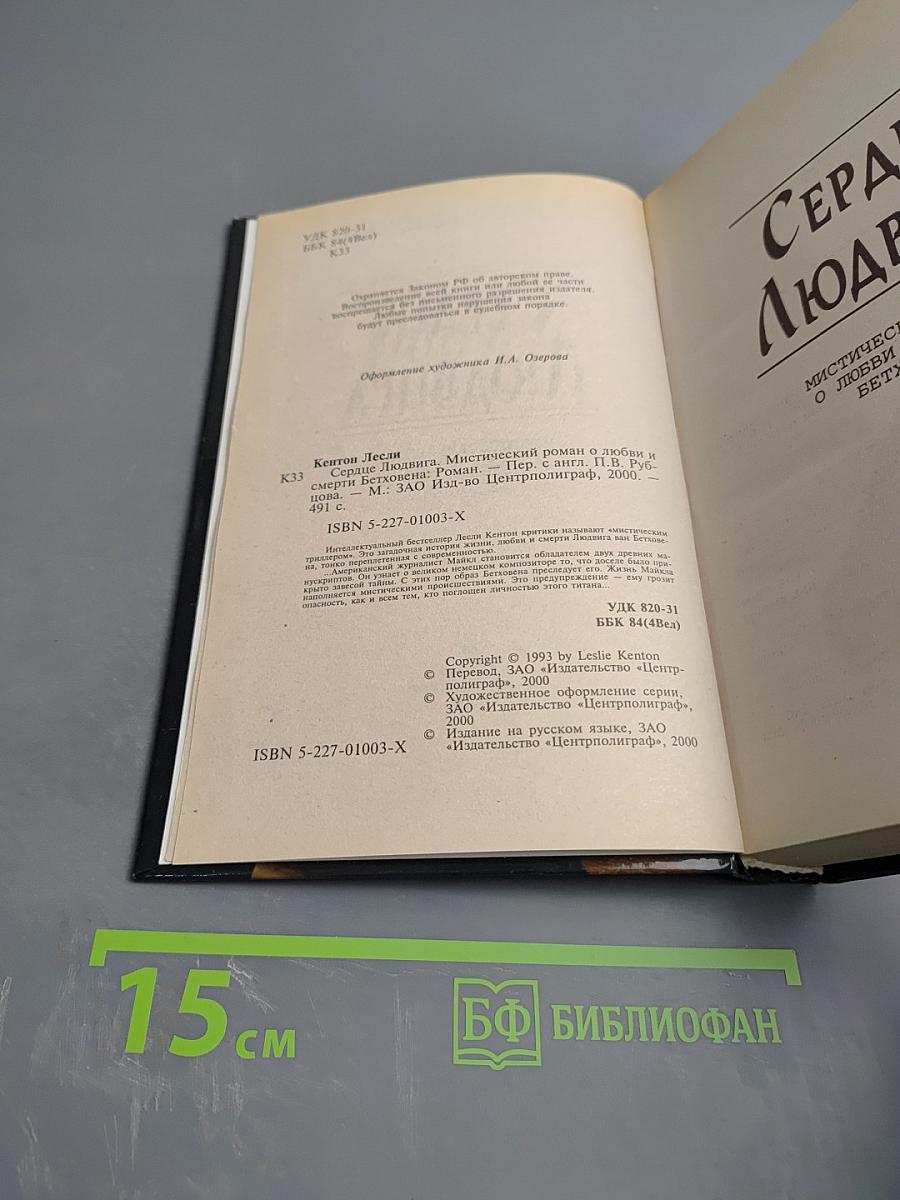 УДК 820-31
ББК 84(4Вел)
К33
Охраняется Законом РФ об авторском праве.
Воспроизведение всей книги или любой ее части
воспрещается без письменного разрешения издателя.
Любые попытки нарушения закона
будут преследоваться в судебном порядке.
Оформление художника И.А. Озерова
Кентон Лесли
К33 Сердце Людвига. Мистический роман о любви и
смерти Бетховена: Роман. — Пер. с англ. П.В. Руб-
цова. — М.: ЗАО Изд-во Центрполиграф, 2000. —
491 с.
ISBN 5-227-01003-X
Интеллектуальный бестселлер Лесли Кентон критики называют «мистическим
триллером». Это загадочная история жизни, любви и смерти Людвига ван Бетхове-
на, тонко переплетенная с современностью.
...Американский журналист Майкл становится обладателем двух древних ма-
нускриптов. Он узнает о великом немецком композиторе то, что доселе было при-
крыто завесой тайны. С этих пор образ Бетховена преследует его. Жизнь Майкла
наполняется мистическими происшествиями. Это предупреждение — ему грозит
опасность, как и всем тем, кто поглощен личностью этого титана...
УДК 820-31
ББК 84(4Вел)
Copyright © 1993 by Leslie Kenton
© Перевод, ЗАО «Издательство «Центр-
полиграф», 2000
© Художественное оформление серии,
ЗАО «Издательство «Центрполиграф»,
2000
© Издание на русском языке, ЗАО
«Издательство «Центрполиграф», 2000
ISBN 5-227-01003-X
СЕРД
ЛЮДВ
МИСТИЧЕС
О ЛЮБВИ
БЕТХ
15 см
БФ БИБЛИОФАН